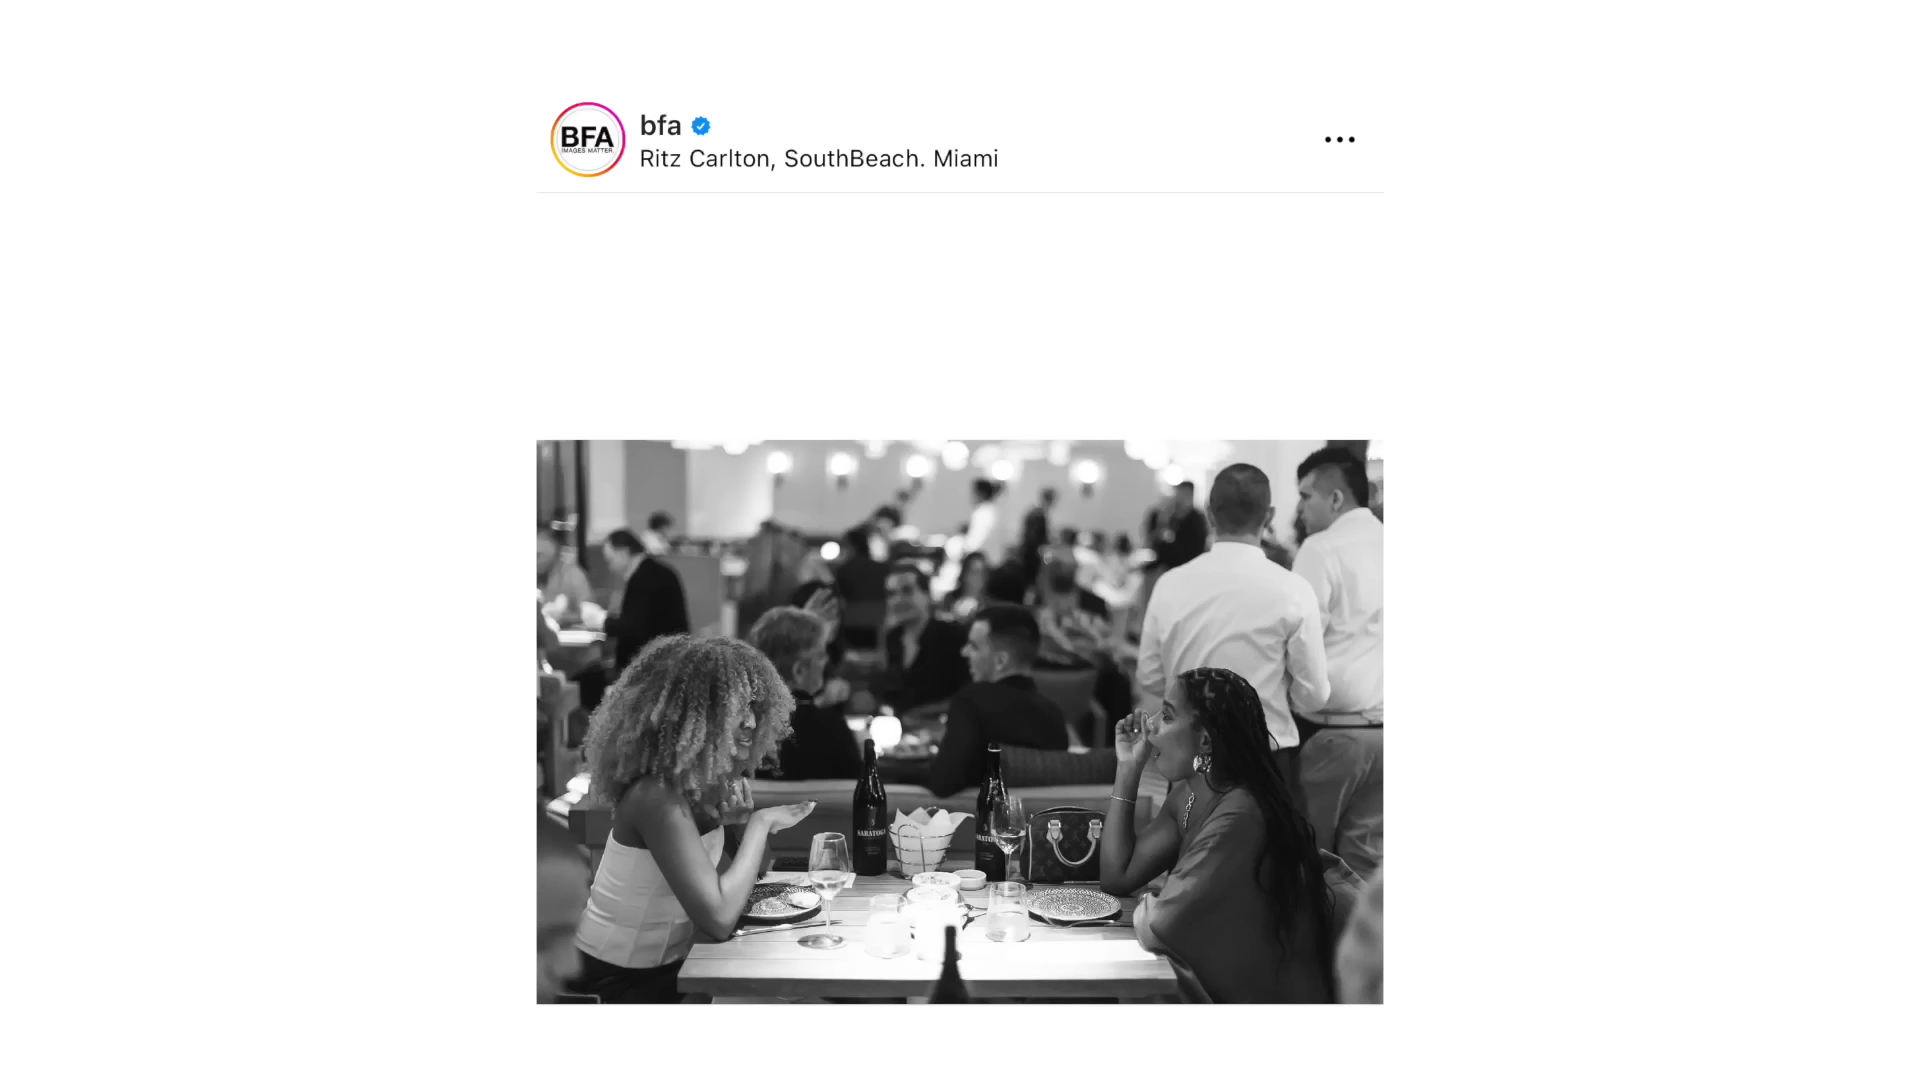 BFA
IMAGES MATTER.
bfa
Ritz Carlton, SouthBeach. Miami
SARATOGA